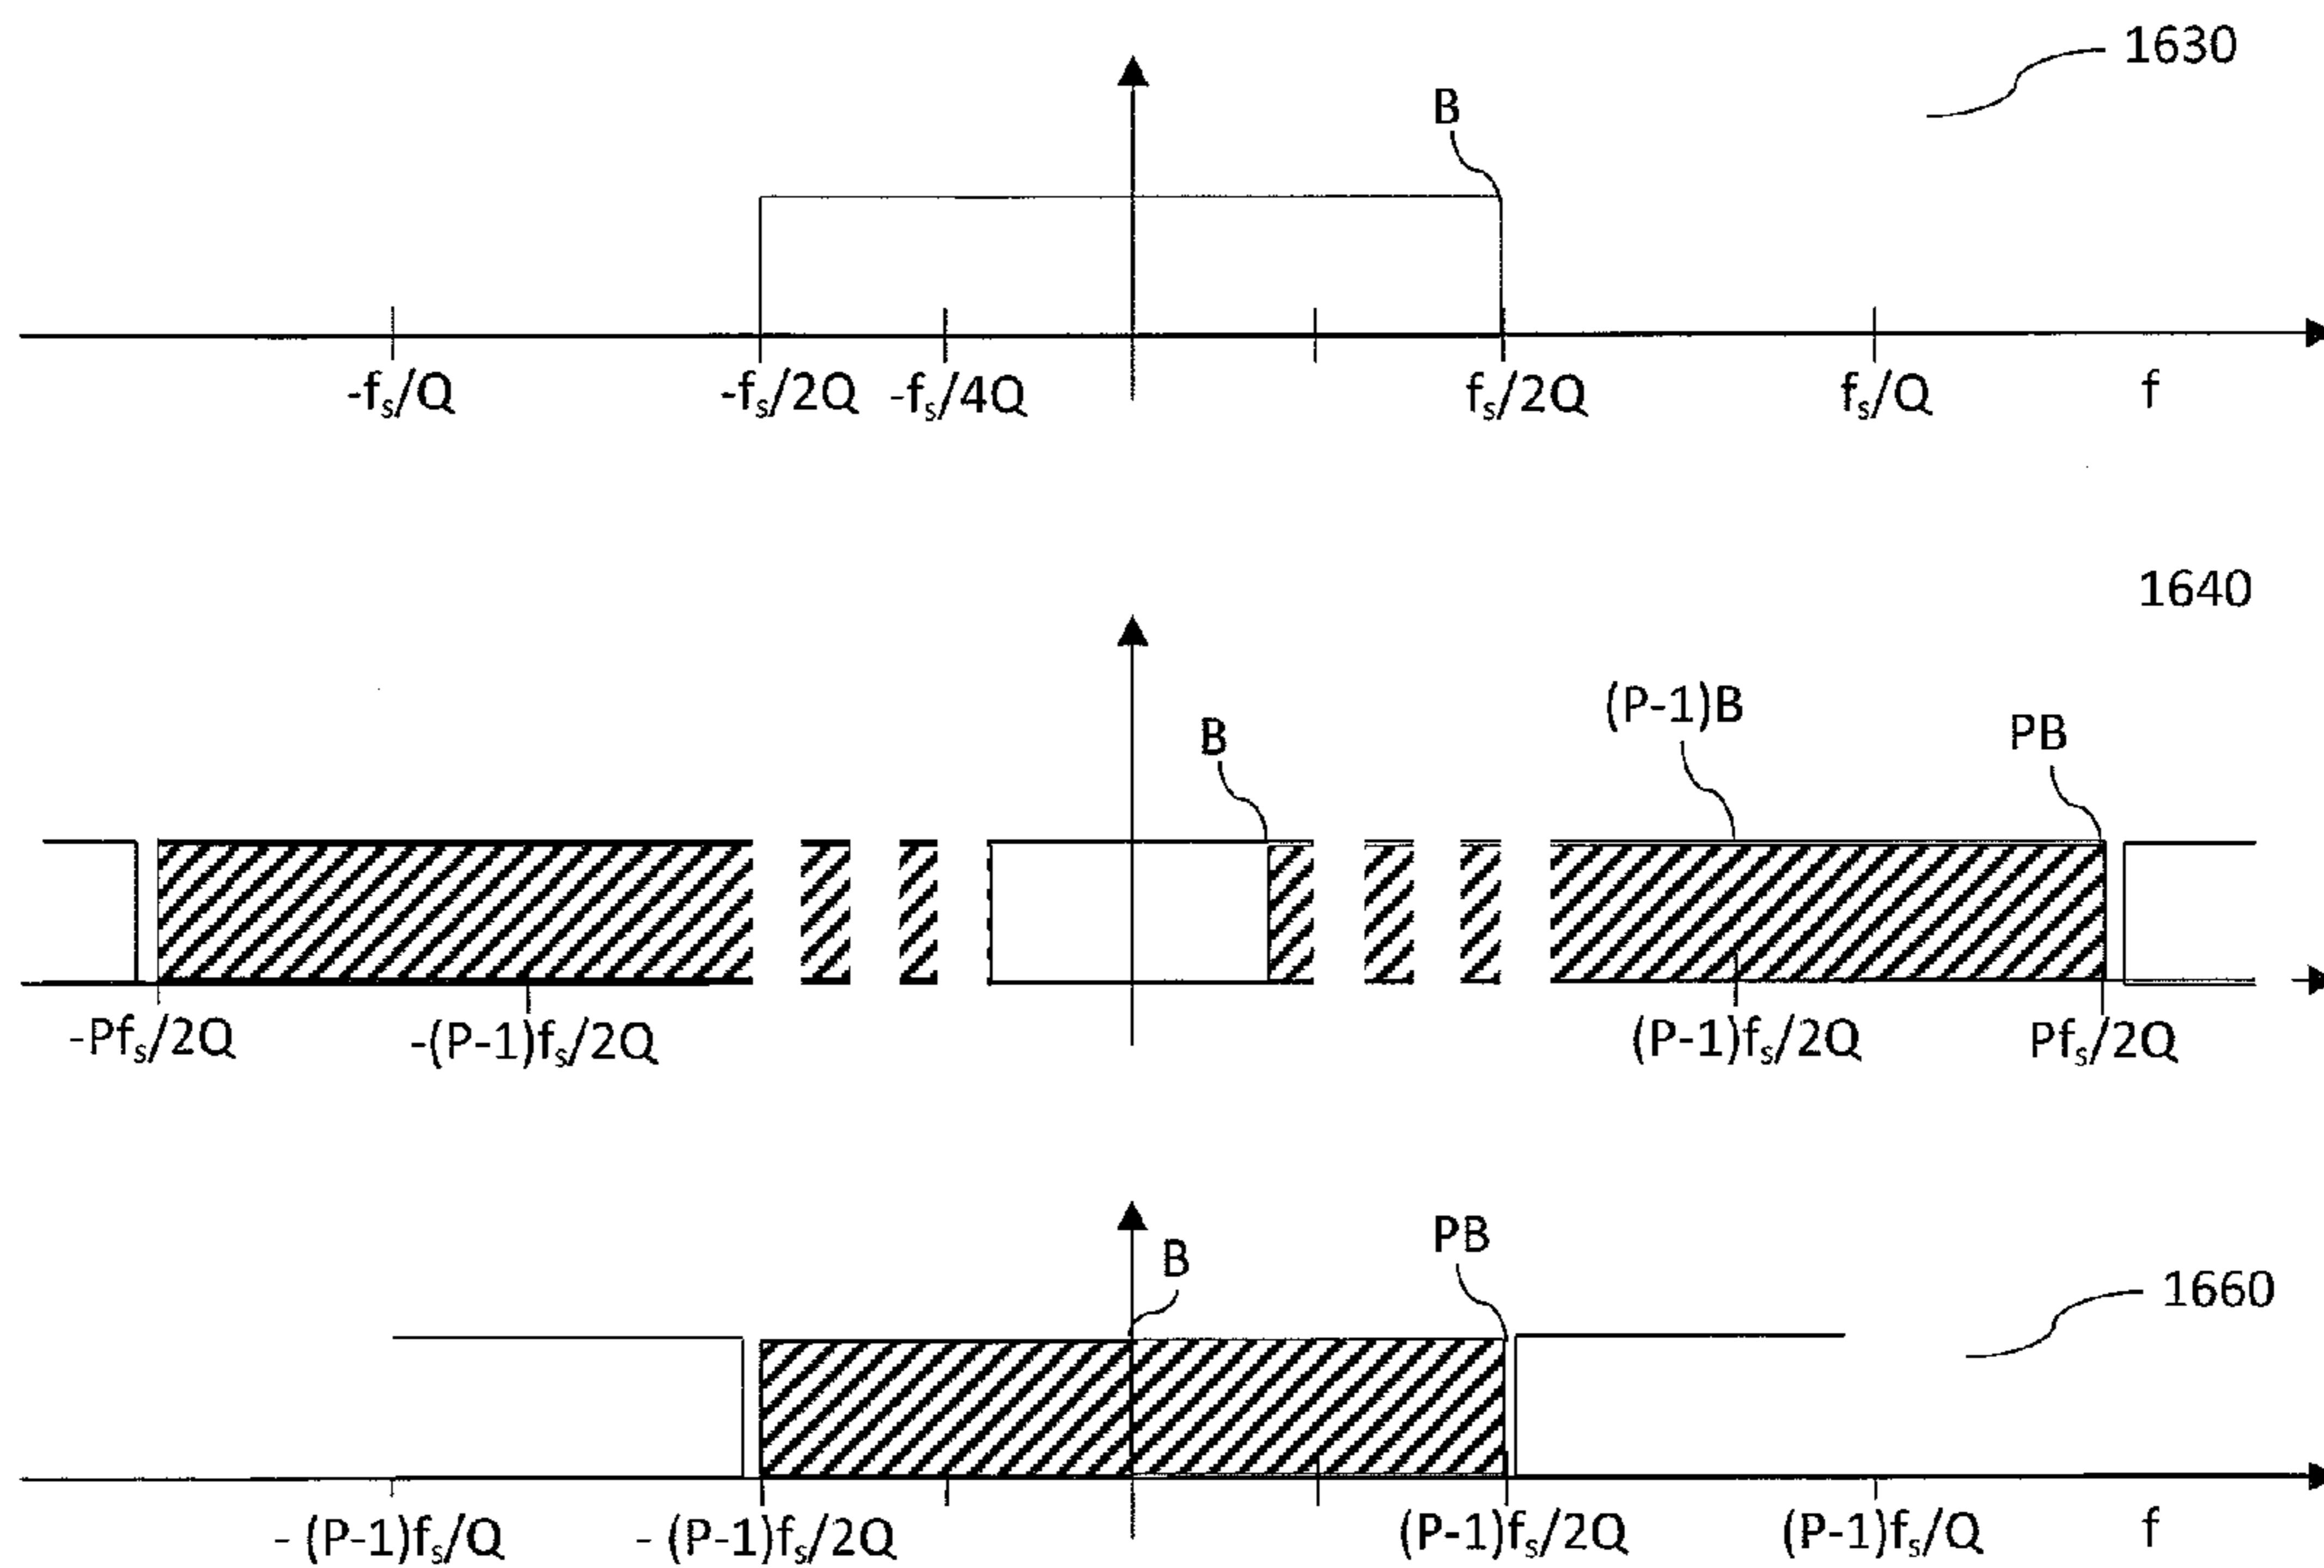 1630
B
-fs/Q -fs/2Q -fs/4Q fs/2Q fs/Q f
1640
(P-1)B
B PB
-Pfs/2Q -(P-1)fs/2Q (P-1)fs/2Q Pfs/2Q
B PB
1660
- (P-1)fs/Q - (P-1)fs/2Q (P-1)fs/2Q (P-1)fs/Q f